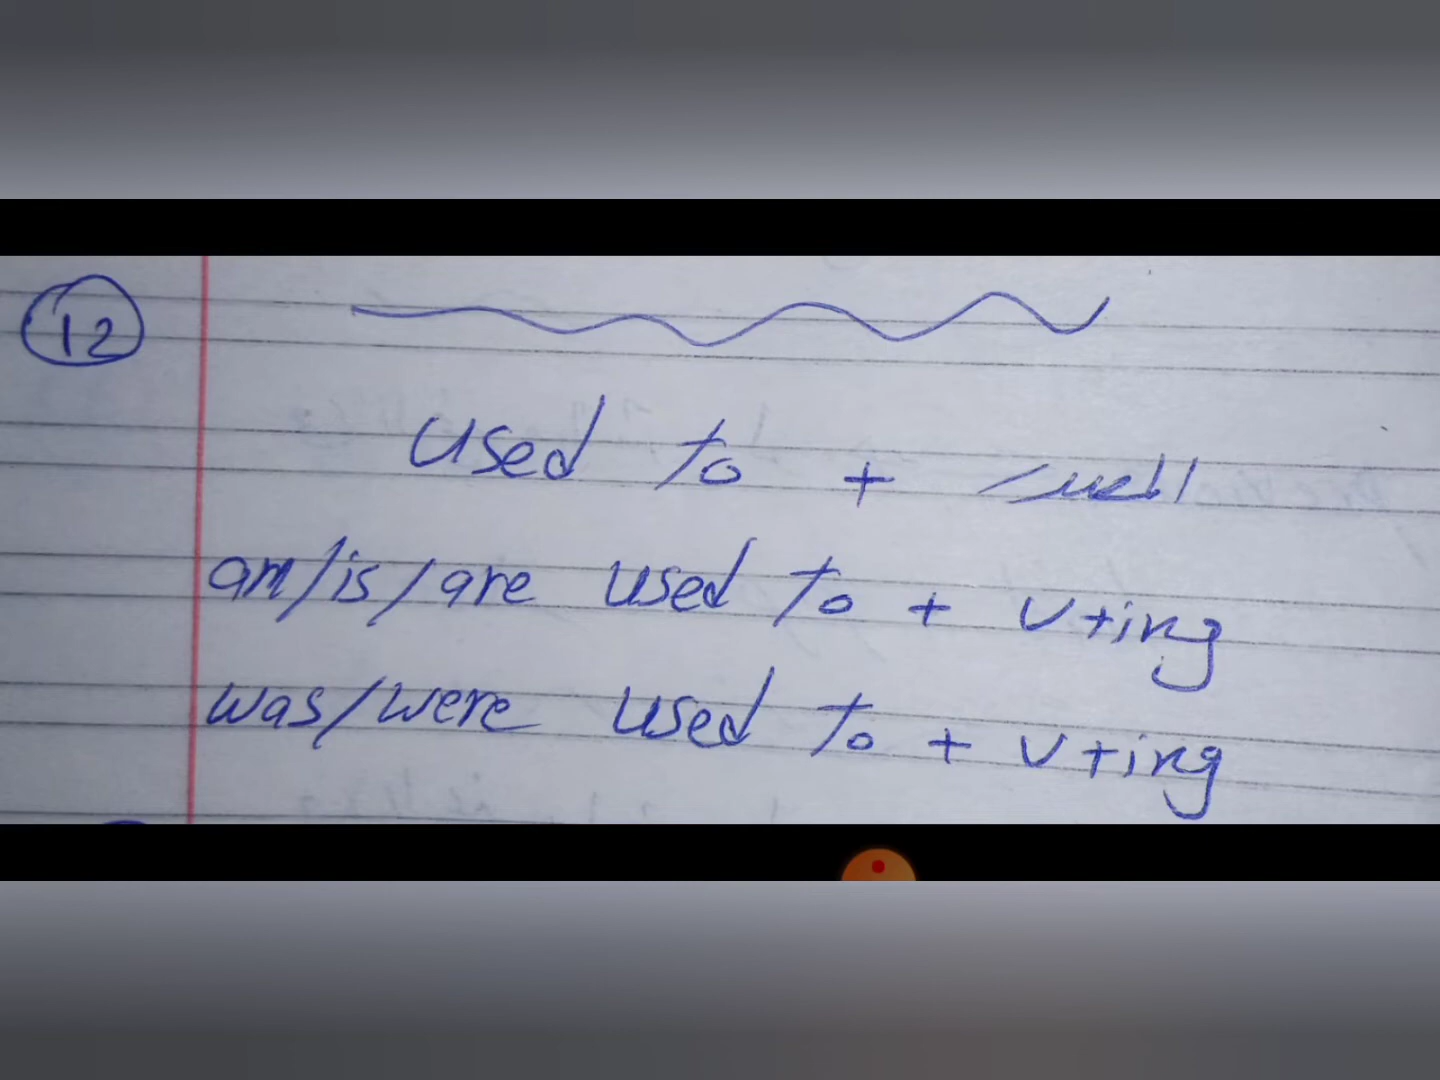 12
used to +
am/is/are used to + v+ing
was/were used to + v+ing